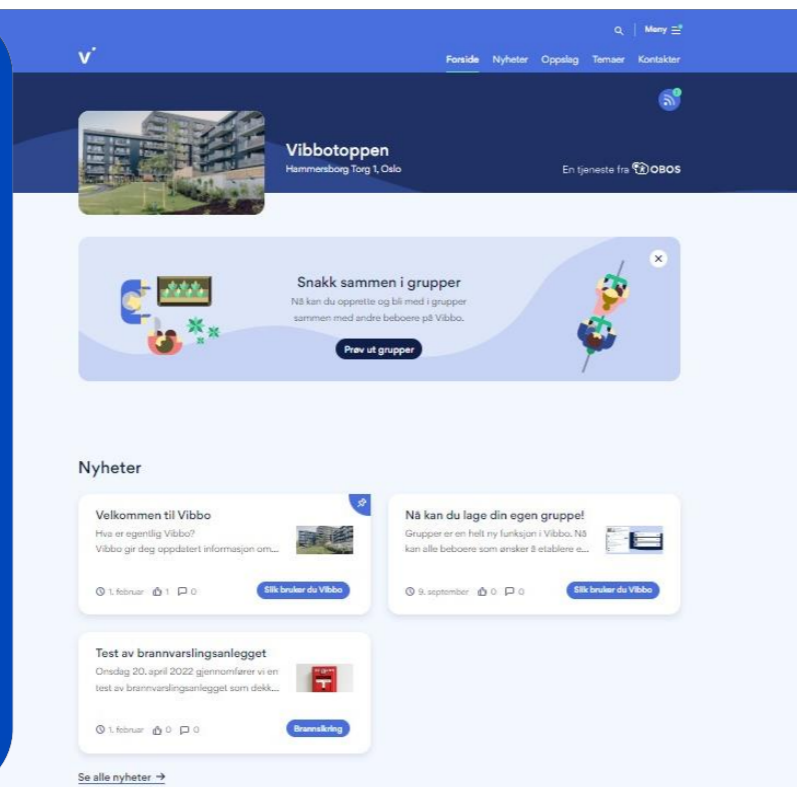 Meny
Forside Nyheter Oppslag Temaer Kontakter
Vibbotoppen
Hammersborg Torg 1, Oslo
En tjeneste fra OBOS
Snakk sammen i grupper
Nå kan du opprette og bli med i grupper
sammen med andre beboere på Vibbo.
Prøv ut grupper
Nyheter
Velkommen til Vibbo
Hva er egentlig Vibbo?
Vibbo gir deg oppdatert informasjon om...
1. februar 1 0
Slik bruker du Vibbo
Nå kan du lage din egen gruppe!
Grupper er en helt ny funksjon i Vibbo. Nå
kan alle beboere som ønsker å etablere e...
9. september 0 0
Slik bruker du Vibbo
Test av brannvarslingsanlegget
Onsdag 20. april 2022 gjennomfører vi en
test av brannvarslingsanlegget som dekk...
1. februar 0 0
Brannsikring
Se alle nyheter →